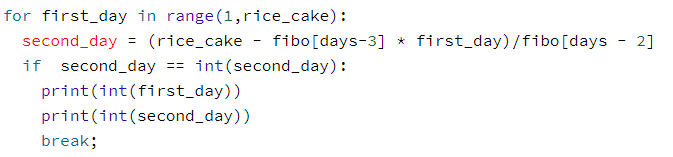 for first_day in range(1,rice_cake):
  second_day = (rice_cake - fibo[days-3] * first_day)/fibo[days - 2]
  if  second_day == int(second_day):
    print(int(first_day))
    print(int(second_day))
    break;